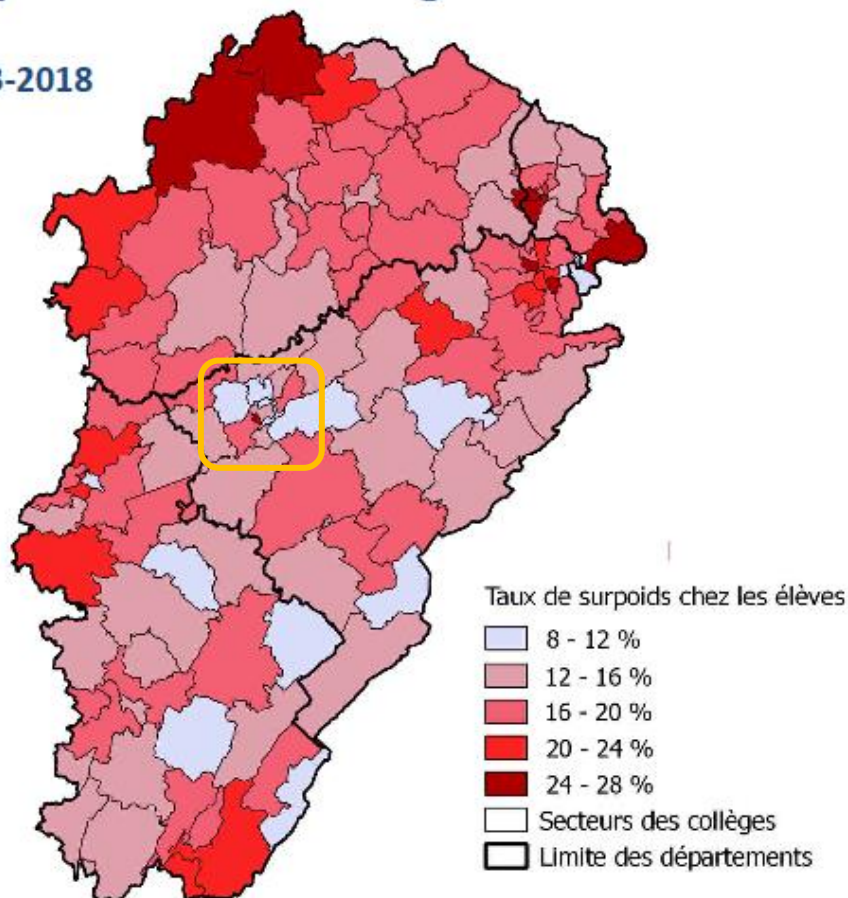 -2018
Taux de surpoids chez les élèves
8 - 12 %
12 - 16 %
16 - 20 %
20 - 24 %
24 - 28 %
Secteurs des collèges
Limite des départements